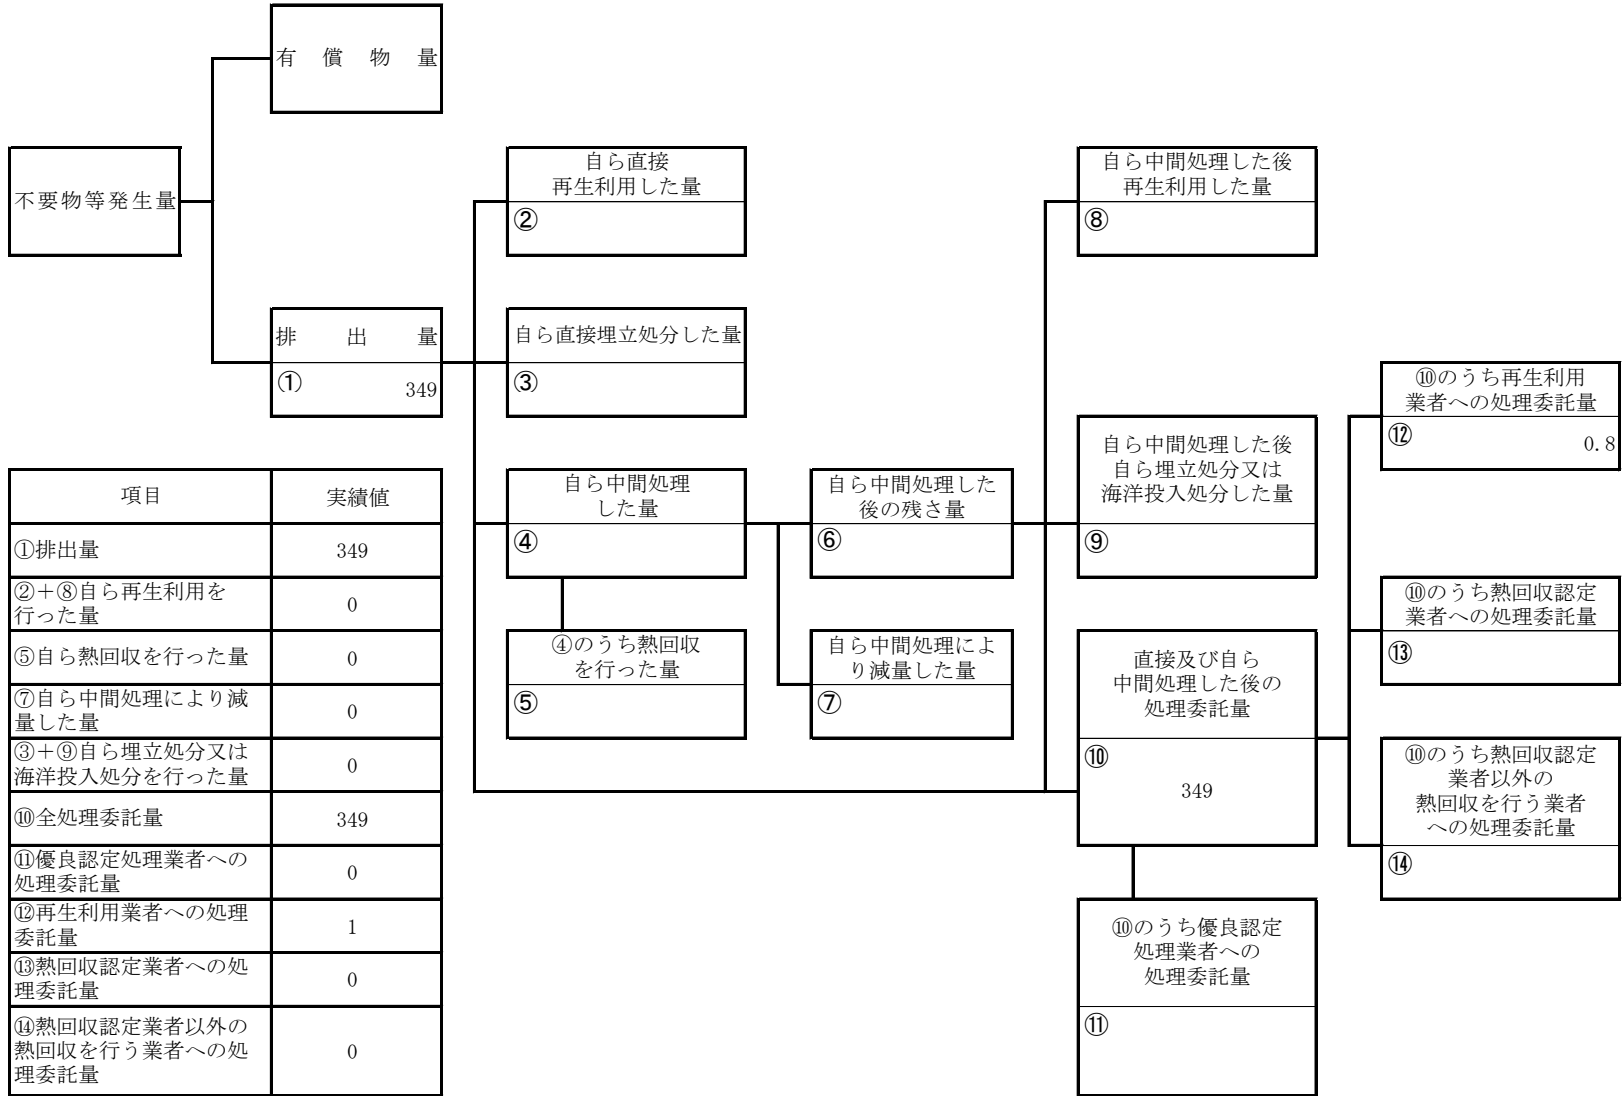 有償物量
不要物等発生量
排出量
①
349
自ら直接
再生利用した量
②
自ら直接埋立処分した量
③
自ら中間処理
した量
④
④のうち熱回収
を行った量
⑤
自ら中間処理した
後の残さ量
⑥
自ら中間処理によ
り減量した量
⑦
自ら中間処理した後
再生利用した量
⑧
自ら中間処理した後
自ら埋立処分又は
海洋投入処分した量
⑨
直接及び自ら
中間処理した後の
処理委託量
⑩
349
⑩のうち優良認定
処理業者への
処理委託量
⑪
⑩のうち再生利用
業者への処理委託量
⑫
0.8
⑩のうち熱回収認定
業者への処理委託量
⑬
⑩のうち熱回収認定
業者以外の
熱回収を行う業者
への処理委託量
⑭
項目 実績値
①排出量 349
②+⑧自ら再生利用を
行った量 0
⑤自ら熱回収を行った量 0
⑦自ら中間処理により減
量した量 0
③+⑨自ら埋立処分又は
海洋投入処分を行った量 0
⑩全処理委託量 349
⑪優良認定処理業者への
処理委託量 0
⑫再生利用業者への処理
委託量 1
⑬熱回収認定業者への処
理委託量 0
⑭熱回収認定業者以外の
熱回収を行う業者への処
理委託量 0